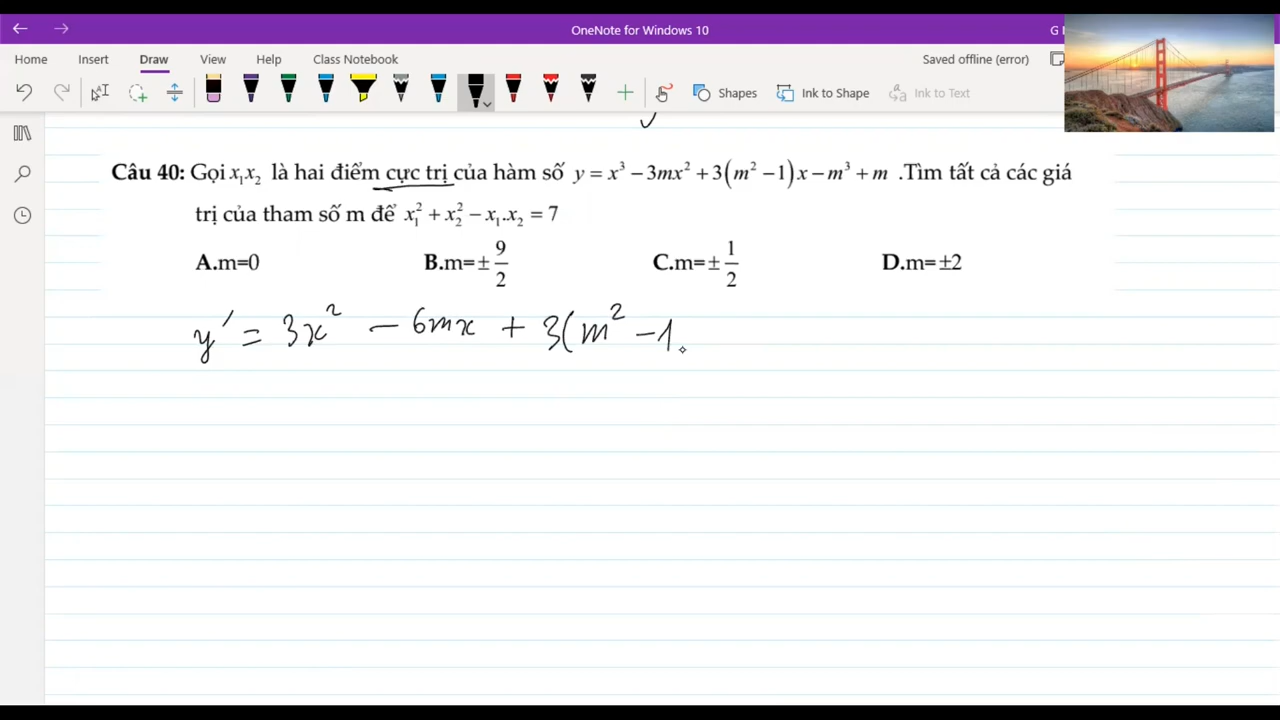 OneNote for Windows 10
G
Home Insert Draw View Help Class Notebook Saved offline (error)
Shapes Ink to Shape Ink to Text
Câu 40: Gọi x₁x₂ là hai điểm cực trị của hàm số y = x³ − 3mx² + 3(m² − 1)x − m³ + m .Tìm tất cả các giá
trị của tham số m để x₁² + x₂² − x₁.x₂ = 7
A.m=0 B.m=± 9/2 C.m=± 1/2 D.m=±2
y' = 3x² − 6mx + 3(m² − 1